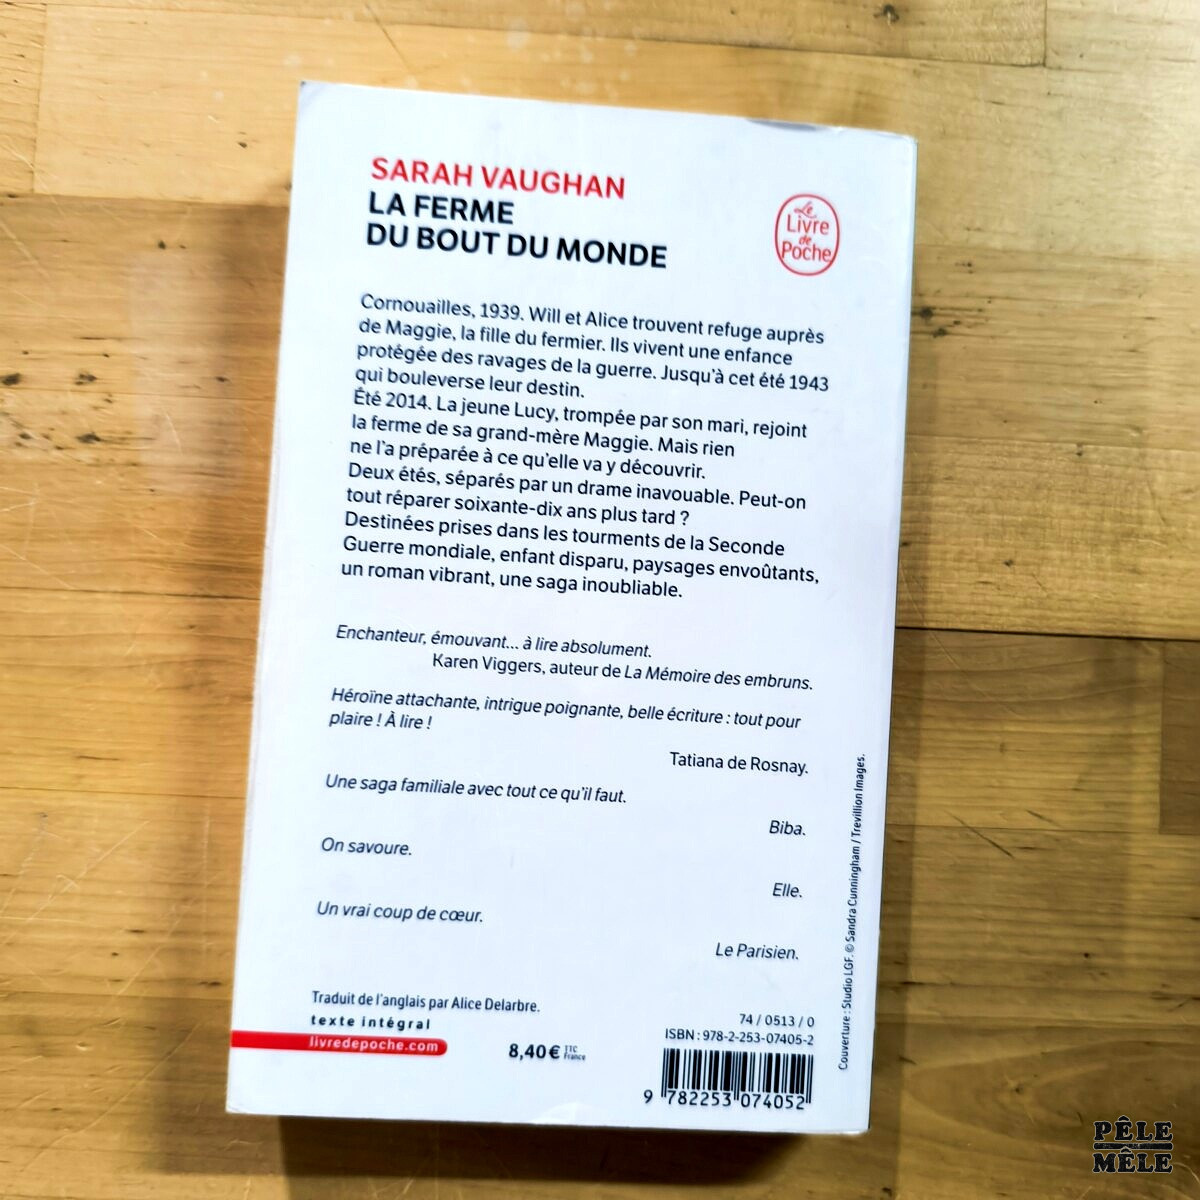 SARAH VAUGHAN
LA FERME
DU BOUT DU MONDE
Le
Livre
de
Poche
Cornouailles, 1939. Will et Alice trouvent refuge auprès
de Maggie, la fille du fermier. Ils vivent une enfance
protégée des ravages de la guerre. Jusqu'à cet été 1943
qui bouleverse leur destin.
Été 2014. La jeune Lucy, trompée par son mari, rejoint
la ferme de sa grand-mère Maggie. Mais rien
ne l'a préparée à ce qu'elle va y découvrir.
Deux étés, séparés par un drame inavouable. Peut-on
tout réparer soixante-dix ans plus tard ?
Destinées prises dans les tourments de la Seconde
Guerre mondiale, enfant disparu, paysages envoûtants,
un roman vibrant, une saga inoubliable.
Enchanteur, émouvant... à lire absolument.
Karen Viggers, auteur de La Mémoire des embruns.
Héroïne attachante, intrigue poignante, belle écriture : tout pour
plaire ! À lire !
Tatiana de Rosnay.
Une saga familiale avec tout ce qu'il faut.
Biba.
On savoure.
Elle.
Un vrai coup de cœur.
Le Parisien.
Couverture : Studio LGF. © Sandra Cunningham / Trevillion Images.
Traduit de l'anglais par Alice Delarbre.
texte intégral
livredepoche.com
8,40 € TTC
France
74 / 0513 / 0
ISBN : 978-2-253-07405-2
9 782253 074052
PÊLE
MÊLE